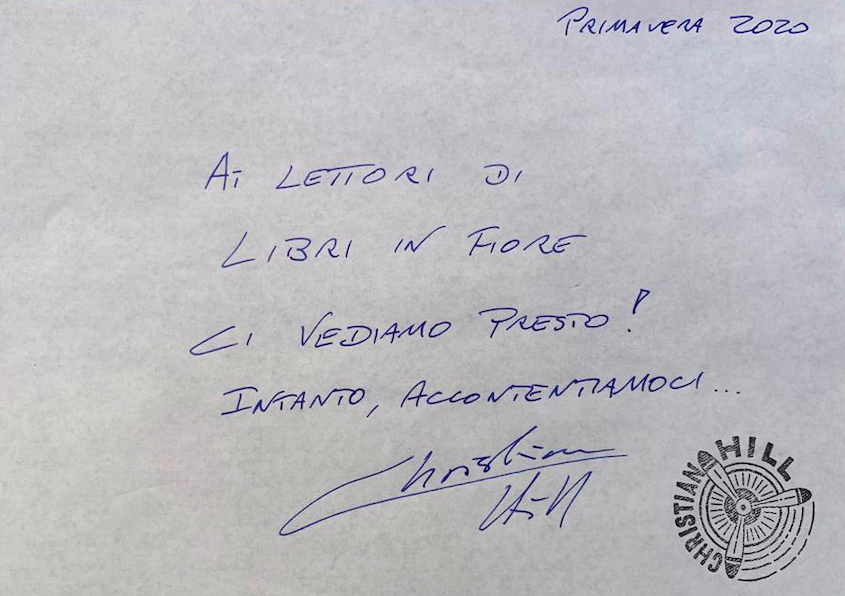 PRIMAVERA 2020
Ai LETTORI DI
LIBRI IN FIORE
CI VEDIAMO PRESTO!
INTANTO, ACCONTENTIAMOCI...
Christian
Hill
CHRISTIAN HILL